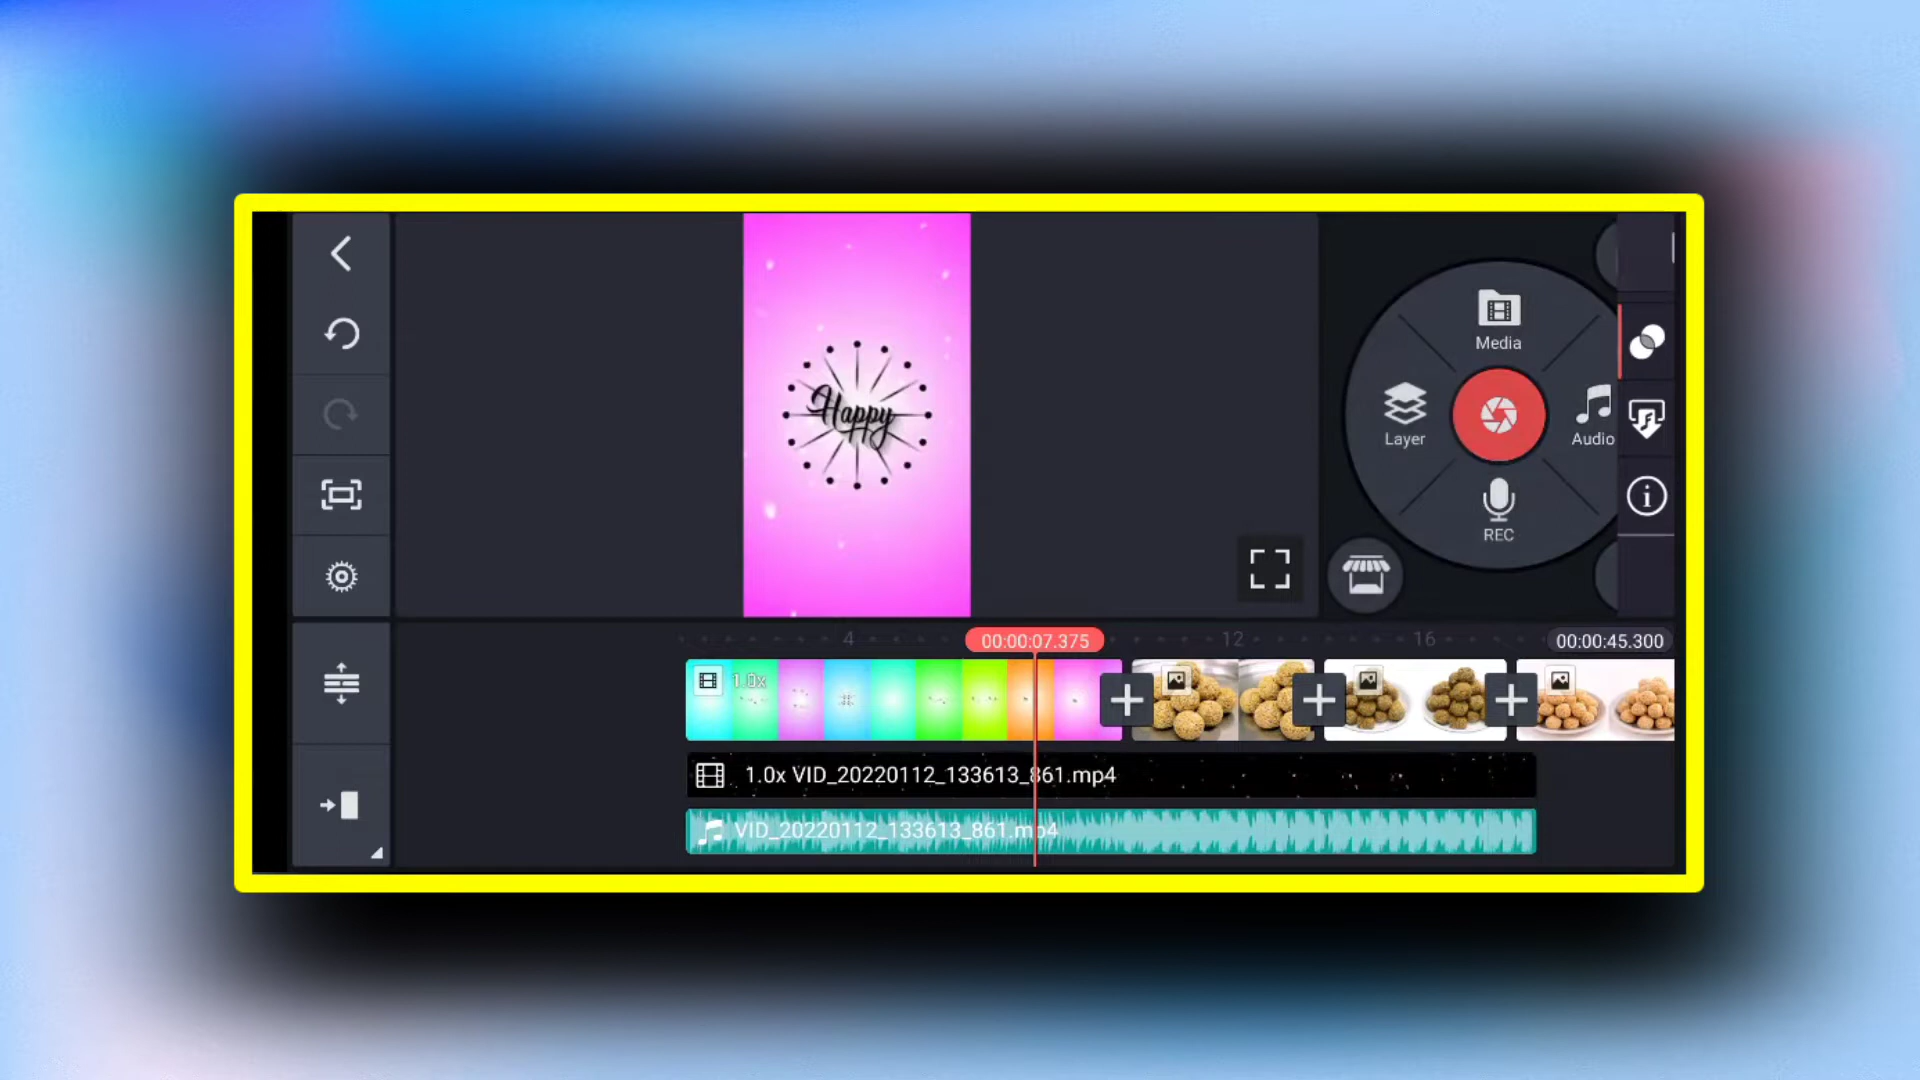 Happy
Media
Layer
Audio
REC
4
00:00:07.375
12
16
00:00:45.300
1.0x
1.0x VID_20220112_133613_861.mp4
VID_20220112_133613_861.mp4